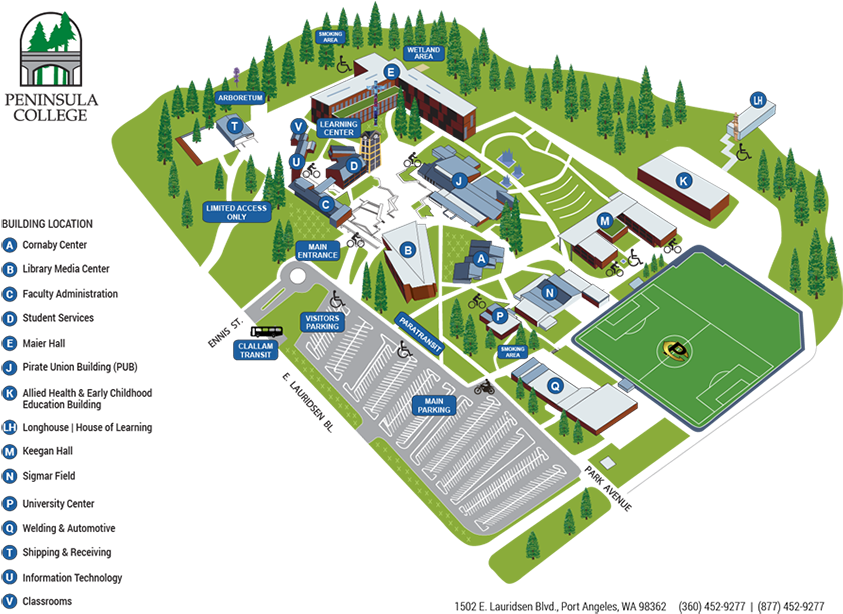 PENINSULA
COLLEGE
SMOKING
AREA
WETLAND
AREA
E
ARBORETUM
LH
T
V
LEARNING
CENTER
U
D
J
K
C
LIMITED ACCESS
ONLY
M
BUILDING LOCATION
A Cornaby Center
B Library Media Center
C Faculty Administration
D Student Services
E Maier Hall
J Pirate Union Building (PUB)
K Allied Health & Early Childhood
Education Building
LH Longhouse | House of Learning
M Keegan Hall
N Sigmar Field
P University Center
Q Welding & Automotive
T Shipping & Receiving
U Information Technology
V Classrooms
MAIN
ENTRANCE
B
A
N
P
ENNIS ST.
VISITORS
PARKING
PARATRANSIT
CLALLAM
TRANSIT
SMOKING
AREA
P
Q
E. LAURIDSEN BL.
MAIN
PARKING
PARK AVENUE
1502 E. Lauridsen Blvd., Port Angeles, WA 98362 (360) 452-9277 | (877) 452-9277